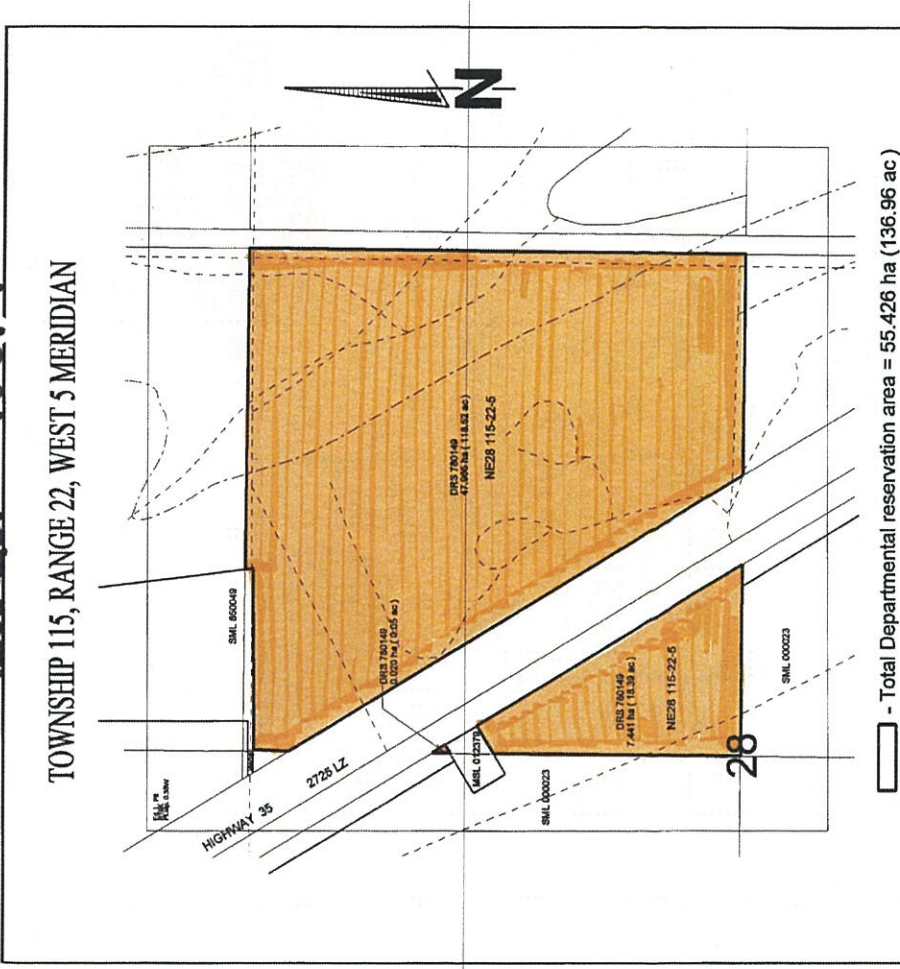 TOWNSHIP 115, RANGE 22, WEST 5 MERIDIAN
N
SML 850049
DRS 780149
47.965 ha ( 118.52 ac)
NE28 115-22-5
DRS 780149
0.020 ha ( 0.05 ac)
HIGHWAY 35
2725 LZ
MSL 012379
DRS 780149
7.441 ha ( 18.39 ac)
NE28 115-22-5
SML 000023
28
SML 000023
- Total Departmental reservation area = 55.426 ha (136.96 ac )